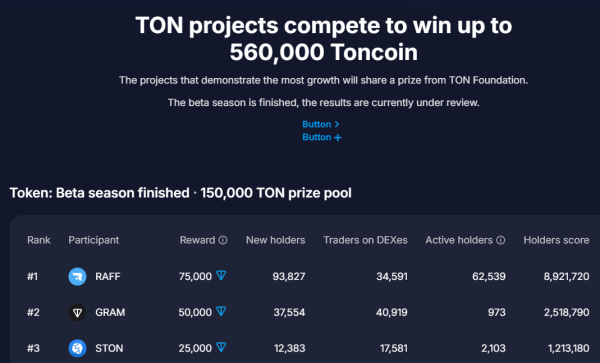 TON projects compete to win up to
560,000 Toncoin
The projects that demonstrate the most growth will share a prize from TON Foundation.
The beta season is finished, the results are currently under review.
Button >
Button +
Token: Beta season finished · 150,000 TON prize pool
Rank Participant Reward New holders Traders on DEXes Active holders Holders score
#1 RAFF 75,000 93,827 34,591 62,539 8,921,720
#2 GRAM 50,000 37,554 40,919 973 2,518,790
#3 STON 25,000 12,383 17,581 2,103 1,213,180